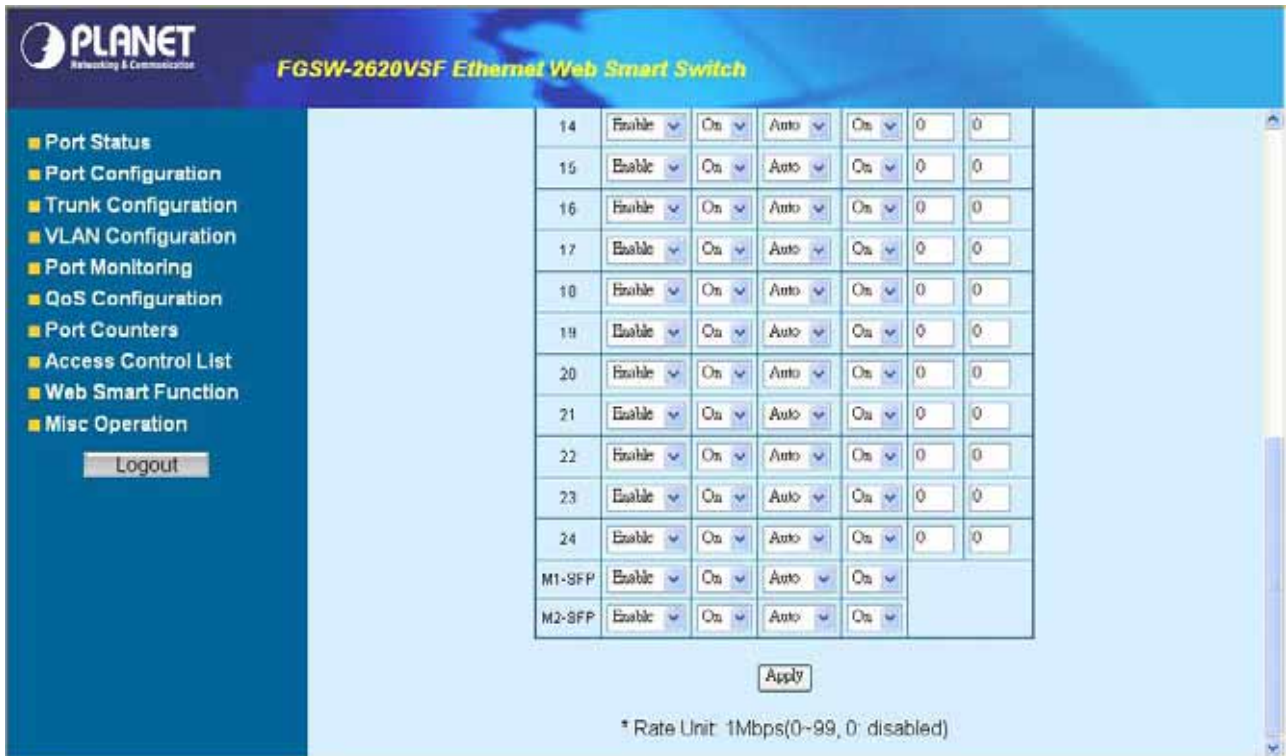 PLANET
Networking & Communication
FGSW-2620VSF Ethernet Web Smart Switch
Port Status
Port Configuration
Trunk Configuration
VLAN Configuration
Port Monitoring
QoS Configuration
Port Counters
Access Control List
Web Smart Function
Misc Operation
Logout
14 Enable On Auto On 0 0
15 Enable On Auto On 0 0
16 Enable On Auto On 0 0
17 Enable On Auto On 0 0
18 Enable On Auto On 0 0
19 Enable On Auto On 0 0
20 Enable On Auto On 0 0
21 Enable On Auto On 0 0
22 Enable On Auto On 0 0
23 Enable On Auto On 0 0
24 Enable On Auto On 0 0
M1-SFP Enable On Auto On
M2-SFP Enable On Auto On
Apply
* Rate Unit: 1Mbps(0~99, 0: disabled)